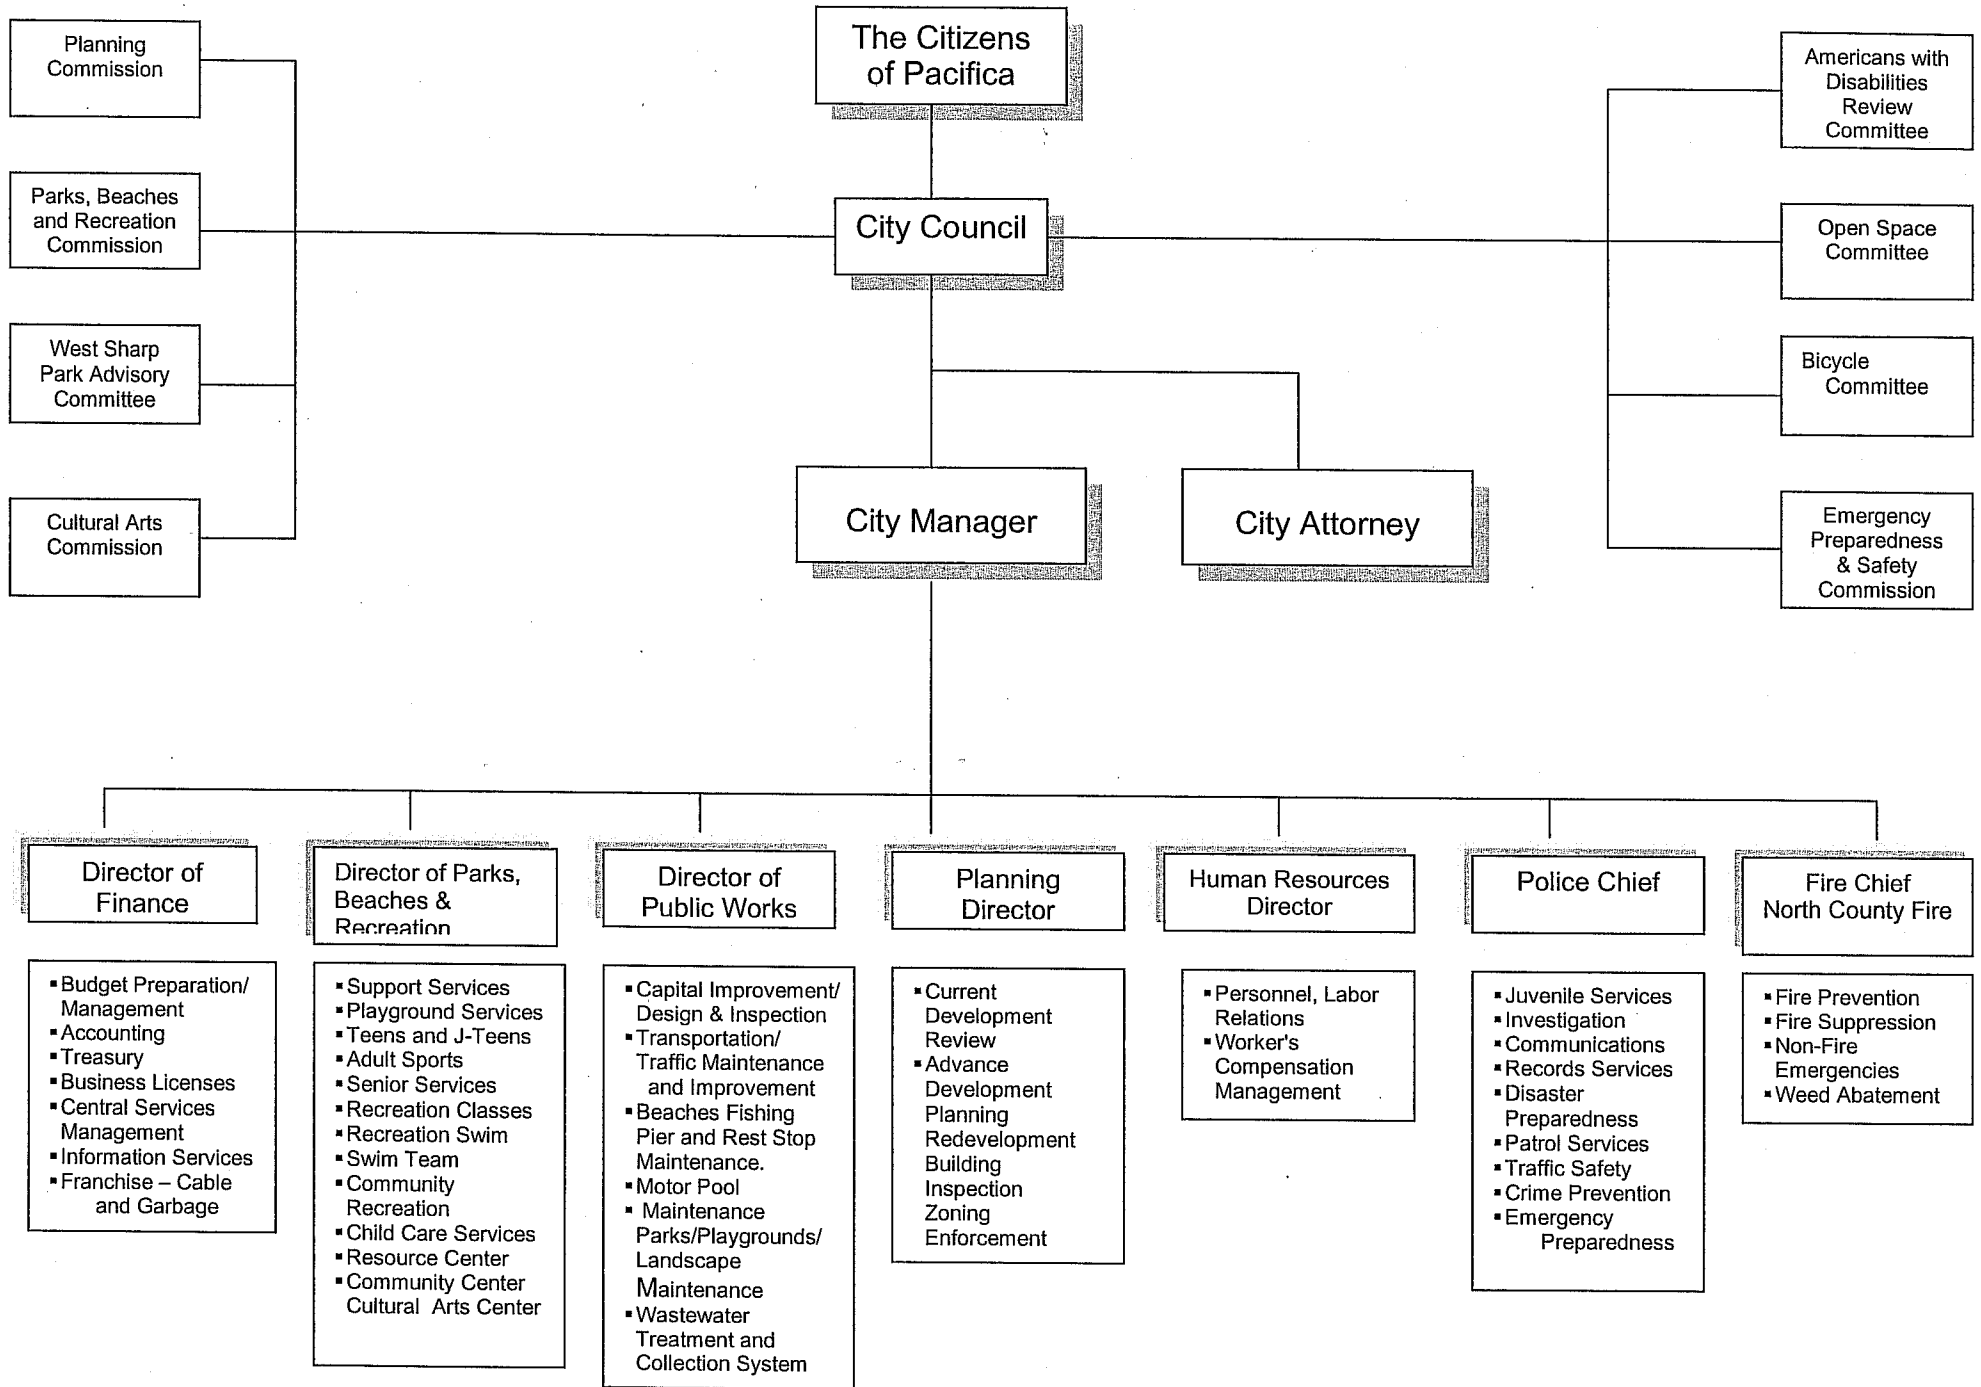 The Citizens
of Pacifica
Planning
Commission
Parks, Beaches
and Recreation
Commission
West Sharp
Park Advisory
Committee
Cultural Arts
Commission
City Council
Americans with
Disabilities
Review
Committee
Open Space
Committee
Bicycle
Committee
Emergency
Preparedness
& Safety
Commission
City Manager
City Attorney
Director of
Finance
▪Budget Preparation/
Management
▪Accounting
▪Treasury
▪Business Licenses
▪Central Services
Management
▪Information Services
▪Franchise – Cable
and Garbage
Director of Parks,
Beaches &
Recreation
▪Support Services
▪Playground Services
▪Teens and J-Teens
▪Adult Sports
▪Senior Services
▪Recreation Classes
▪Recreation Swim
▪Swim Team
▪Community
Recreation
▪Child Care Services
▪Resource Center
▪Community Center
Cultural Arts Center
Director of
Public Works
▪Capital Improvement/
Design & Inspection
▪Transportation/
Traffic Maintenance
and Improvement
▪Beaches Fishing
Pier and Rest Stop
Maintenance.
▪Motor Pool
▪ Maintenance
Parks/Playgrounds/
Landscape
Maintenance
▪Wastewater
Treatment and
Collection System
Planning
Director
▪Current
Development
Review
▪Advance
Development
Planning
Redevelopment
Building
Inspection
Zoning
Enforcement
Human Resources
Director
▪Personnel, Labor
Relations
▪Worker's
Compensation
Management
Police Chief
▪Juvenile Services
▪Investigation
▪Communications
▪Records Services
▪Disaster
Preparedness
▪Patrol Services
▪Traffic Safety
▪Crime Prevention
▪Emergency
Preparedness
Fire Chief
North County Fire
▪Fire Prevention
▪Fire Suppression
▪Non-Fire
Emergencies
▪Weed Abatement